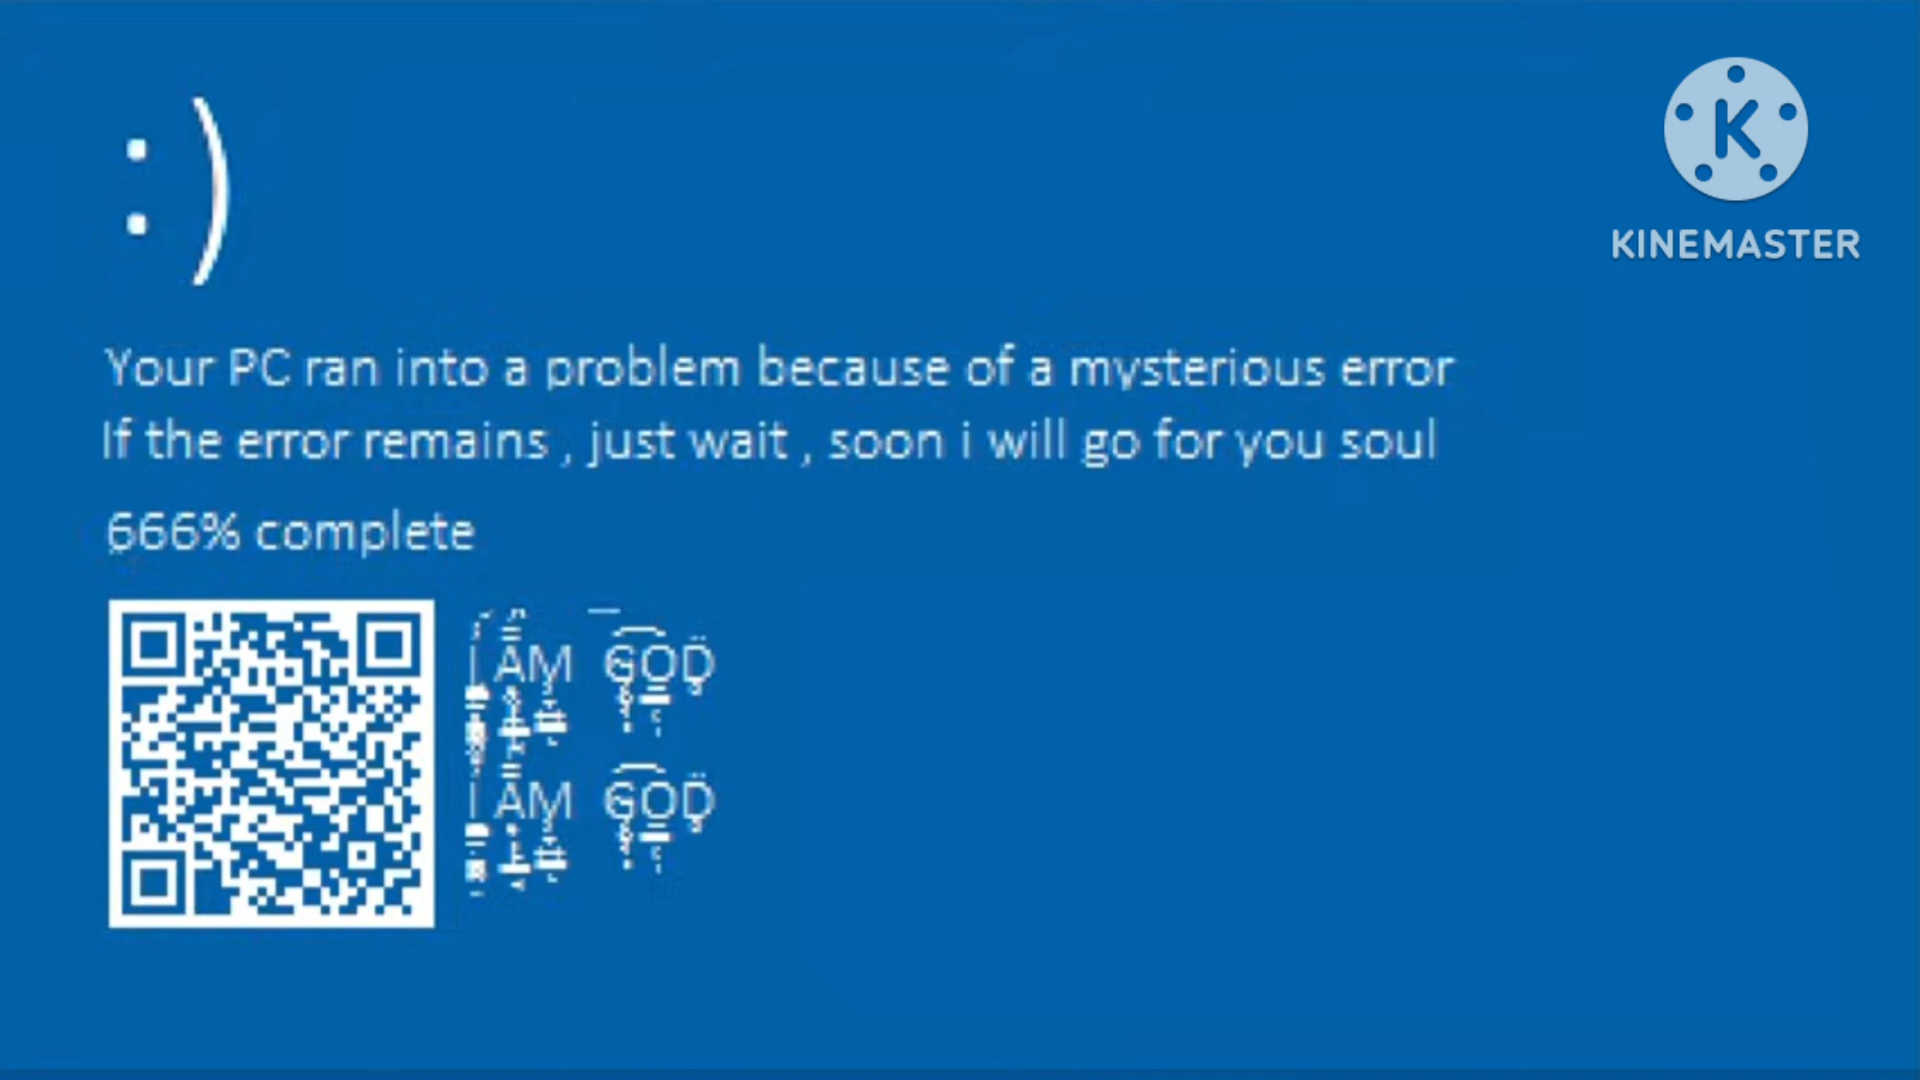 :)
K
KINEMASTER
Your PC ran into a problem because of a mysterious error
If the error remains , just wait , soon i will go for you soul
666% complete
I AM GOD
I AM GOD